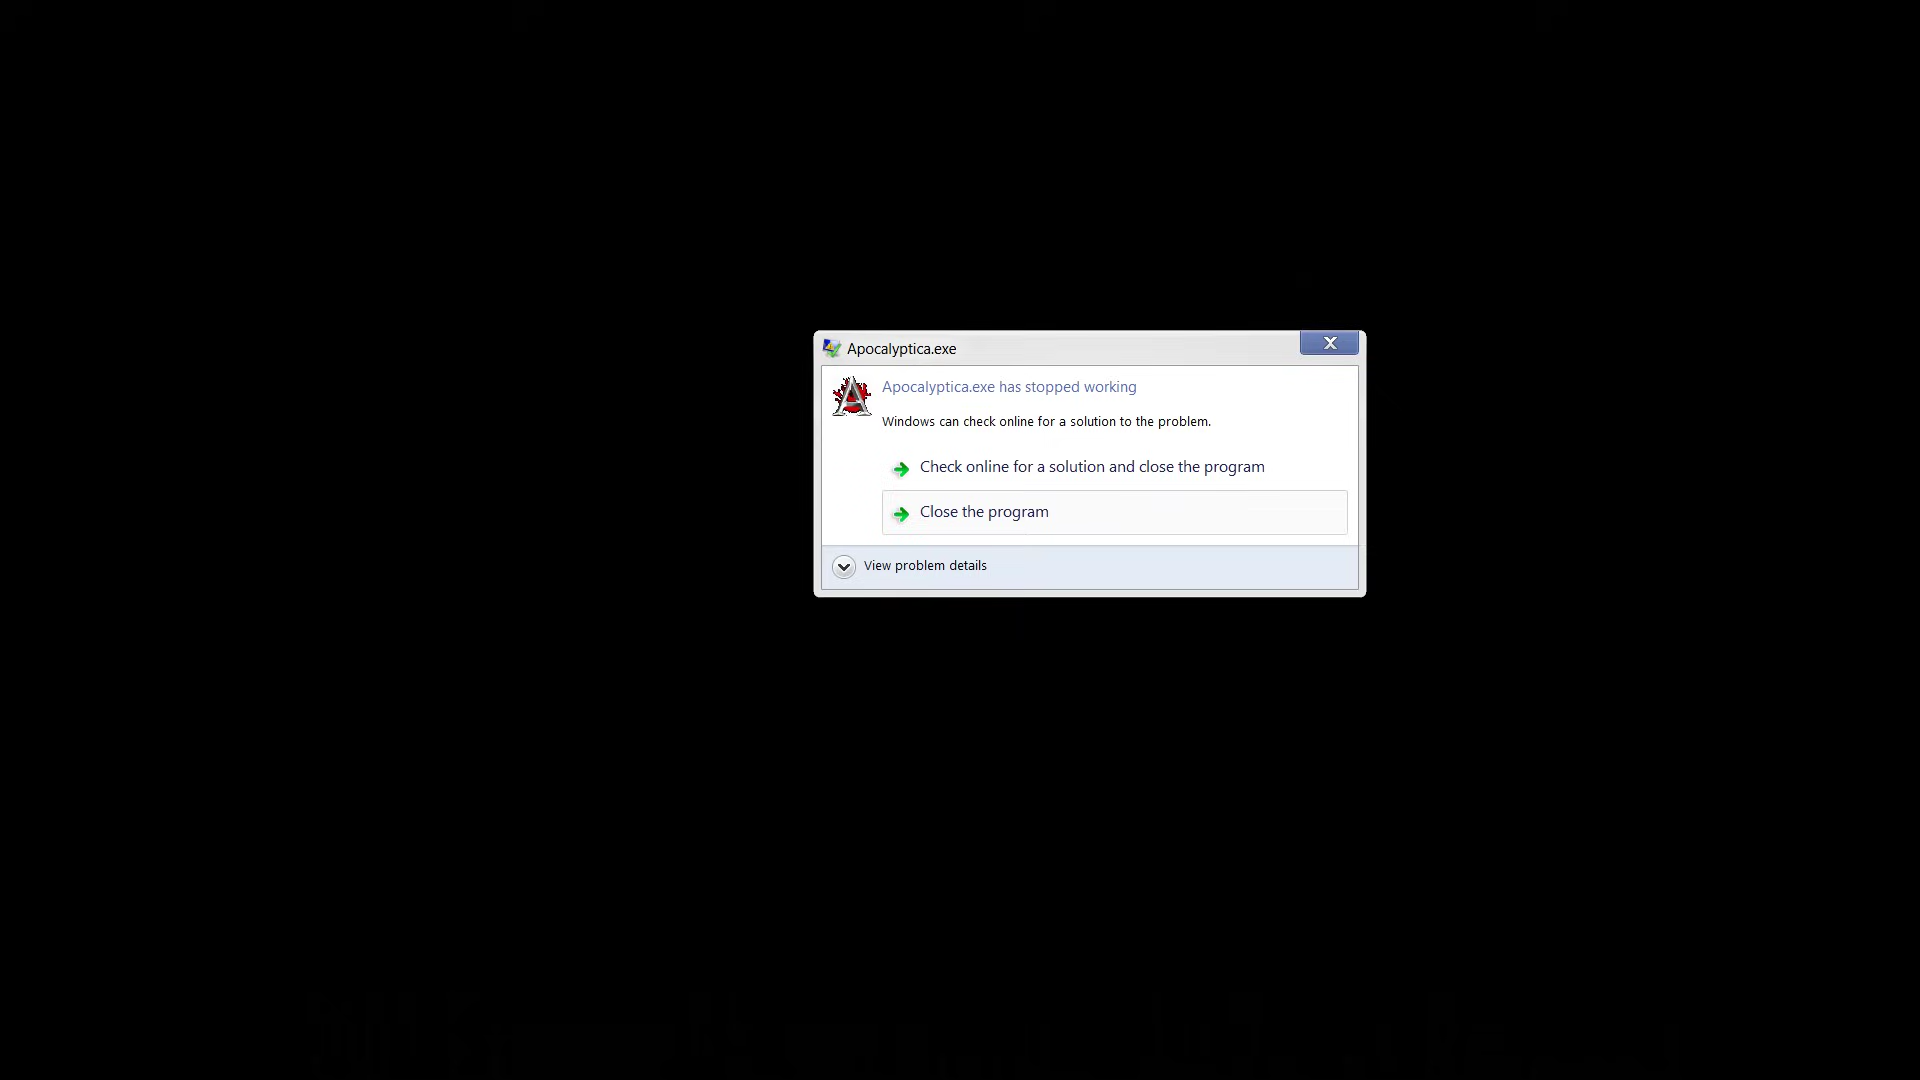 Apocalyptica.exe
X
Apocalyptica.exe has stopped working
Windows can check online for a solution to the problem.
Check online for a solution and close the program
Close the program
View problem details